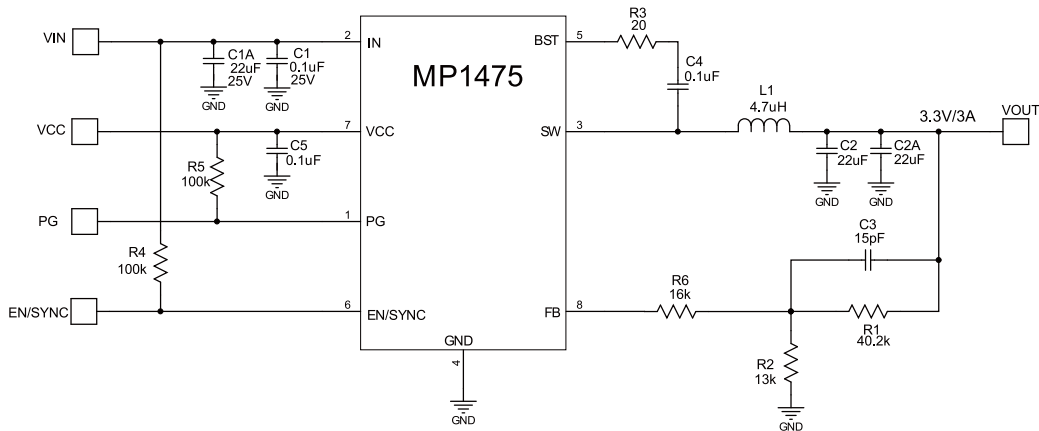 VIN
C1A
22uF
25V
GND
C1
0.1uF
25V
GND
2
IN
MP1475
BST
5
R3
20
C4
0.1uF
VCC
R5
100k
C5
0.1uF
GND
7
VCC
SW
3
L1
4.7uH
C2
22uF
GND
C2A
22uF
GND
3.3V/3A
VOUT
PG
1
PG
C3
15pF
R4
100k
EN/SYNC
6
EN/SYNC
FB
8
R6
16k
R1
40.2k
R2
13k
GND
GND
4
GND